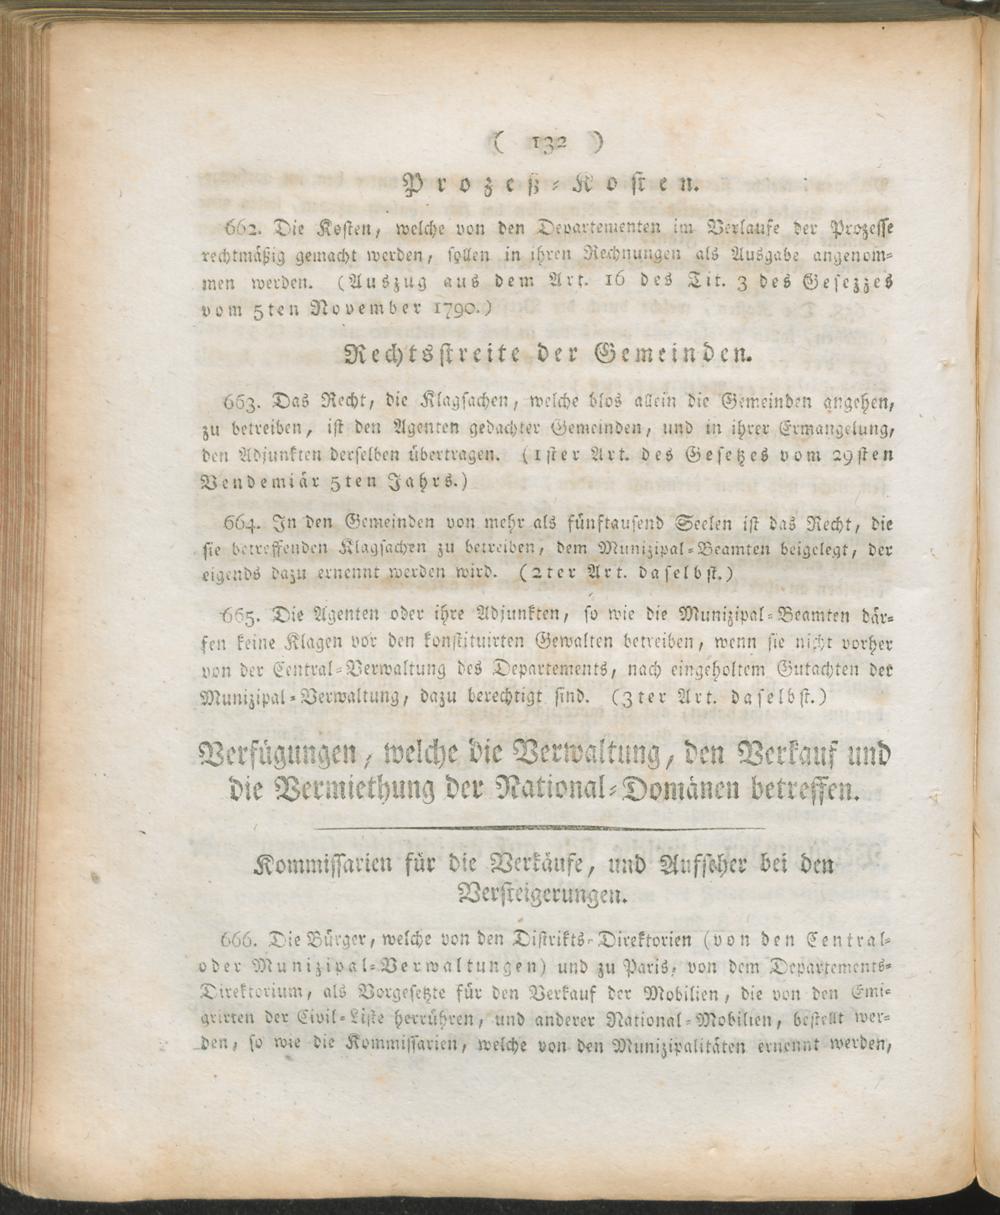 ( 132 )
Prozeß-Kosten.
662. Die Kosten, welche von den Departementen im Verlaufe der Prozesse
rechtmäßig gemacht werden, sollen in ihren Rechnungen als Ausgabe angenom-
men werden. (Auszug aus dem Art. 16 des Tit. 3 des Gesezzes
vom 5ten November 1790.)
Rechtsstreite der Gemeinden.
663. Das Recht, die Klagsachen, welche blos allein die Gemeinden angehen,
zu betreiben, ist den Agenten gedachter Gemeinden, und in ihrer Ermangelung,
den Adjunkten derselben übertragen. (1ster Art. des Gesetzes vom 29sten
Vendemiär 5ten Jahrs.)
664. In den Gemeinden von mehr als fünftausend Seelen ist das Recht, die
sie betreffenden Klagsachen zu betreiben, dem Munizipal-Beamten beigelegt, der
eigends dazu ernennt werden wird. (2ter Art. daselbst.)
665. Die Agenten oder ihre Adjunkten, so wie die Munizipal-Beamten där-
fen keine Klagen vor den konstituirten Gewalten betreiben, wenn sie nicht vorher
von der Central-Verwaltung des Departements, nach eingeholtem Gutachten der
Munizipal-Verwaltung, dazu berechtigt sind. (3ter Art. daselbst.)
Verfügungen, welche die Verwaltung, den Verkauf und
die Vermiethung der National-Domänen betreffen.
Kommissarien für die Verkäufe, und Aufseher bei den
Versteigerungen.
666. Die Bürger, welche von den Distrikts-Direktorien (von den Central-
oder Munizipal-Verwaltungen) und zu Paris, von dem Departements-
Direktorium, als Vorgesetzte für den Verkauf der Mobilien, die von den Emi-
grirten der Civil-Liste herrühren, und anderer National-Mobilien, bestellt wer-
den, so wie die Kommissarien, welche von den Munizipalitäten ernennt werden,